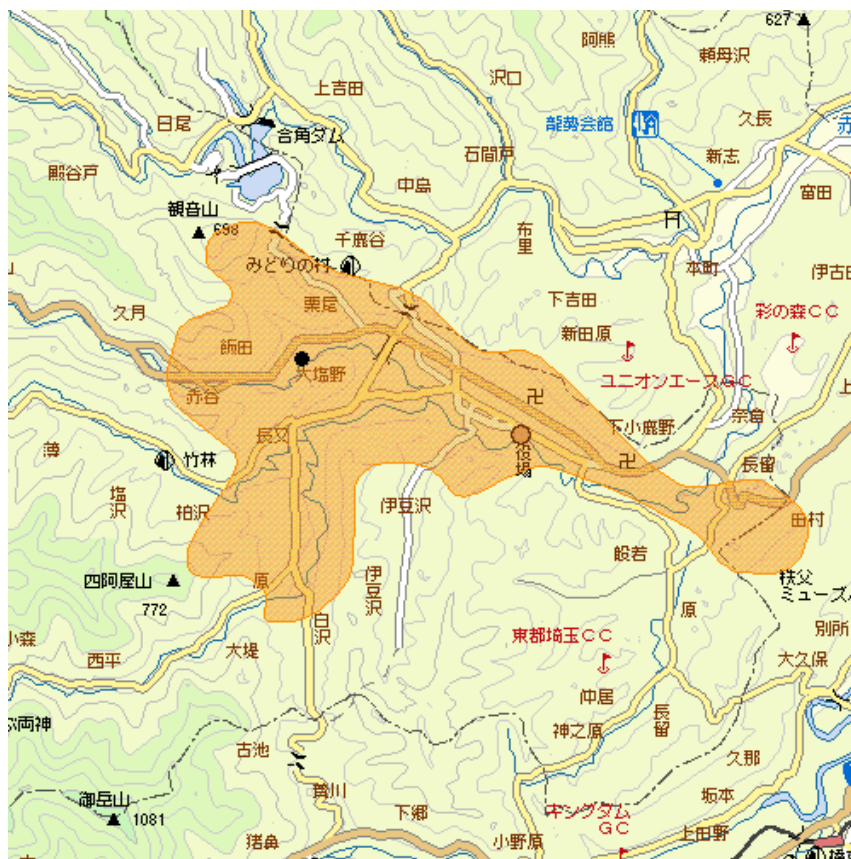 627
阿熊
頼母沢
沢口
上吉田
久長
日尾
合角ダム
龍勢会館
赤
新志
石間戸
殿谷戸
中島
富田
観音山
698
千鹿谷
布里
みどりの村
本町
伊古田
山
栗尾
下吉田
久月
彩の森CC
新田原
飯田
大塩野
ユニオンエースGC
上
赤谷
奈倉
下小鹿野
長又
薄
役場
竹林
長留
塩沢
柏沢
伊豆沢
田村
般若
四阿屋山
772
原
伊豆沢
秩父
ミューズパ
原
白沢
別所
小森
東都埼玉CC
西平
大堤
大久保
仲居
両神
長留
神之原
古池
久那
贄川
坂本
御岳山
1081
下郷
キングダム
GC
上田野
猪鼻
小野原